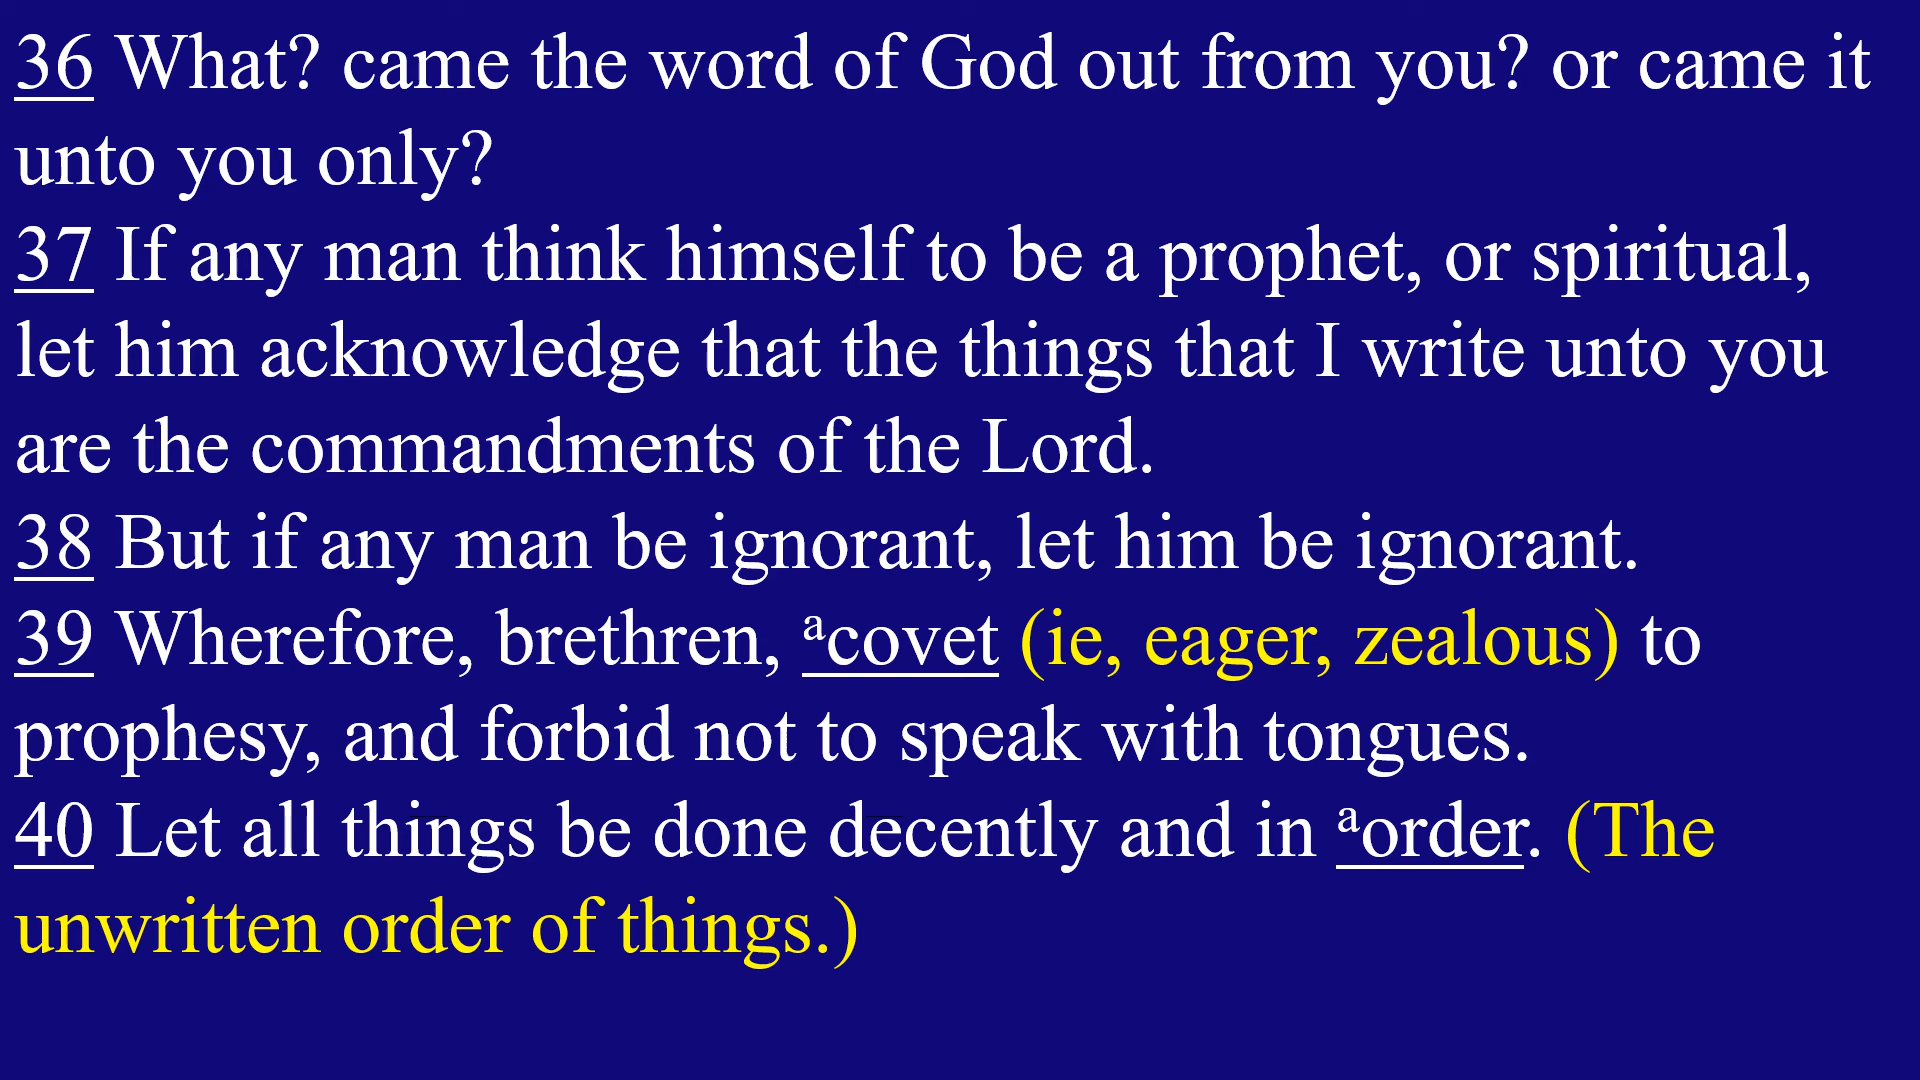 36 What? came the word of God out from you? or came it
unto you only?
37 If any man think himself to be a prophet, or spiritual,
let him acknowledge that the things that I write unto you
are the commandments of the Lord.
38 But if any man be ignorant, let him be ignorant.
39 Wherefore, brethren, ᵃcovet (ie, eager, zealous) to
prophesy, and forbid not to speak with tongues.
40 Let all things be done decently and in ᵃorder. (The
unwritten order of things.)